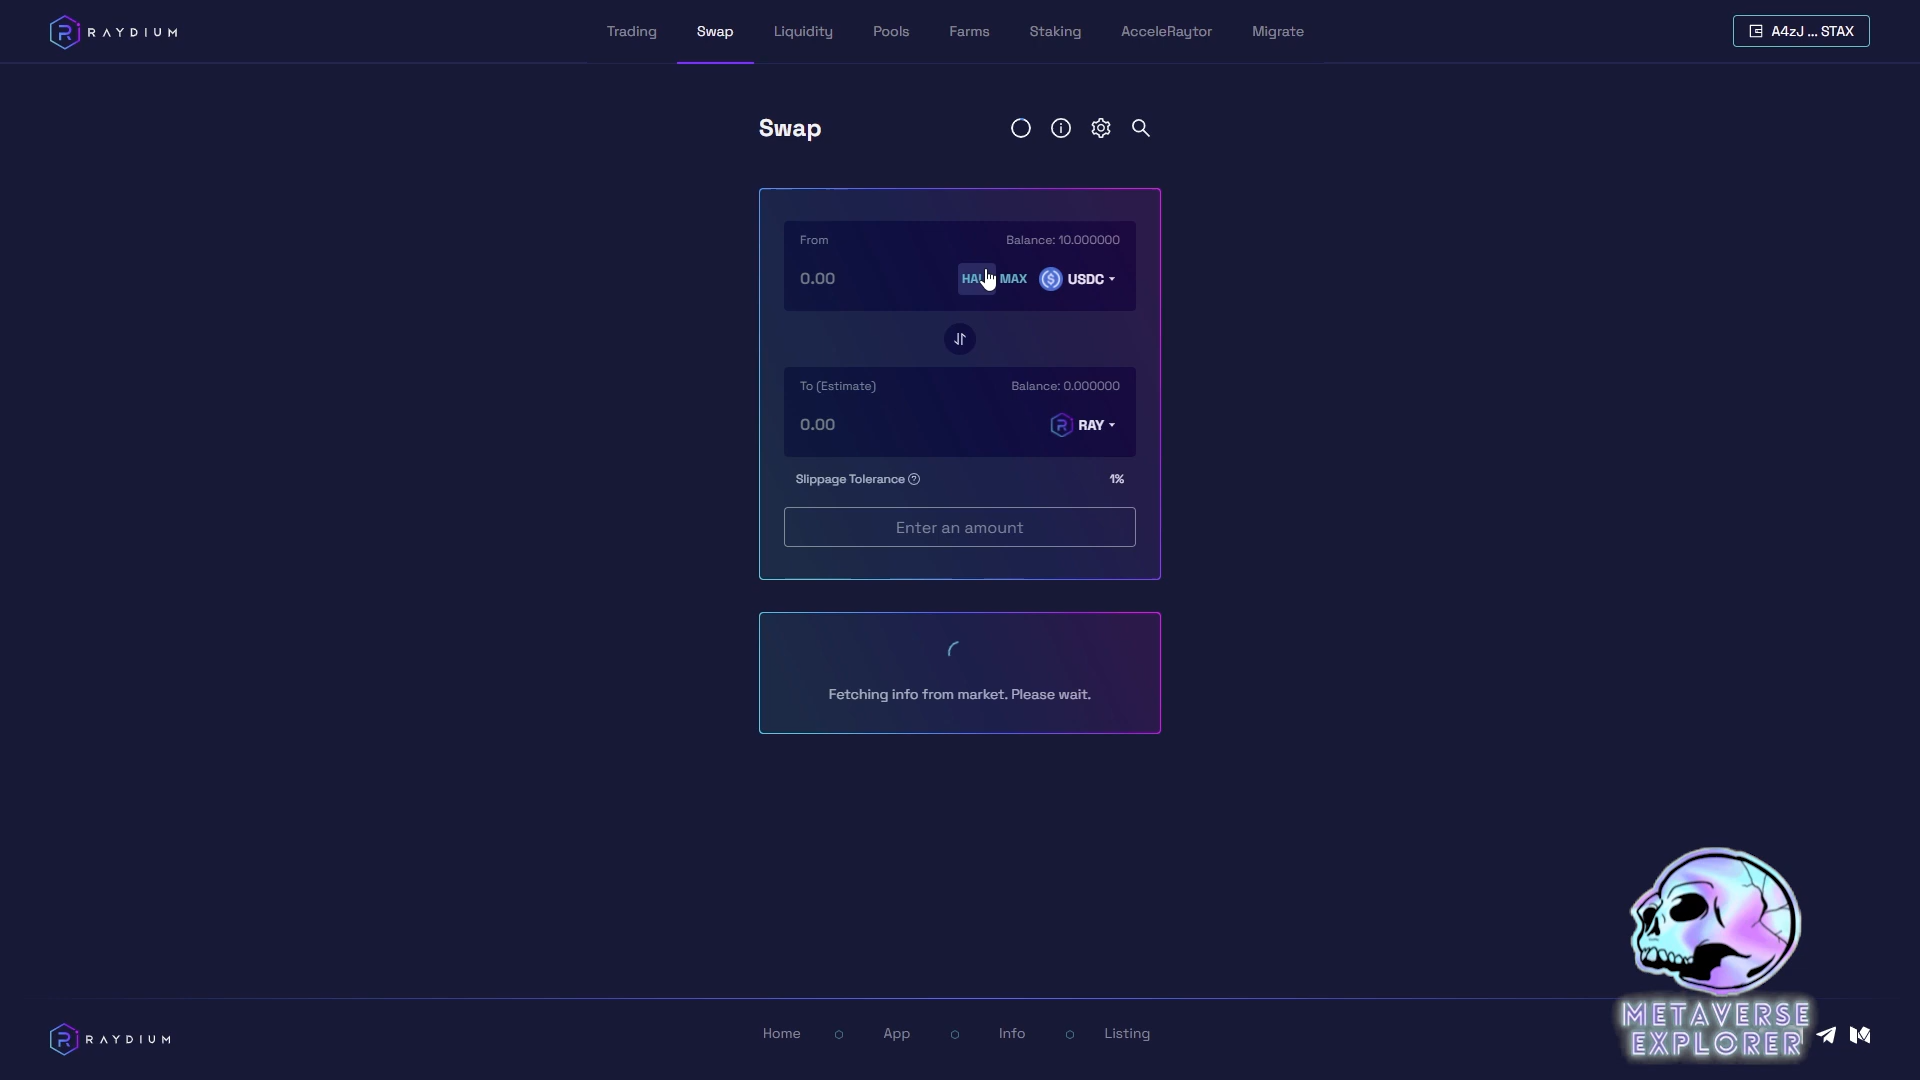 RAYDIUM
Trading Swap Liquidity Pools Farms Staking AcceleRaytor Migrate
A4zJ ... STAX
Swap
From Balance: 10.000000
0.00 MAX USDC
To (Estimate) Balance: 0.000000
0.00 RAY
Slippage Tolerance 1%
Enter an amount
Fetching info from market. Please wait.
RAYDIUM
Home App Info Listing
METAVERSE
EXPLORER